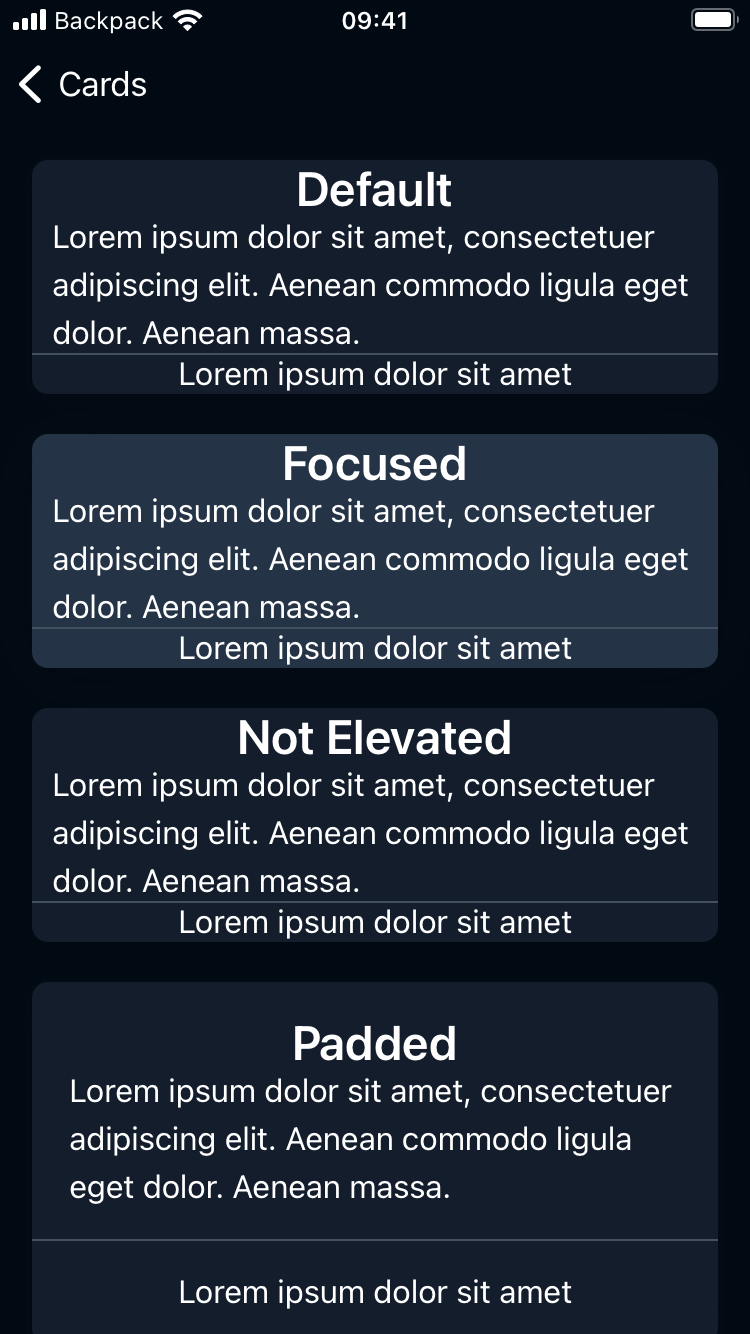 Backpack 09:41
Cards
Default
Lorem ipsum dolor sit amet, consectetuer
adipiscing elit. Aenean commodo ligula eget
dolor. Aenean massa.
Lorem ipsum dolor sit amet
Focused
Lorem ipsum dolor sit amet, consectetuer
adipiscing elit. Aenean commodo ligula eget
dolor. Aenean massa.
Lorem ipsum dolor sit amet
Not Elevated
Lorem ipsum dolor sit amet, consectetuer
adipiscing elit. Aenean commodo ligula eget
dolor. Aenean massa.
Lorem ipsum dolor sit amet
Padded
Lorem ipsum dolor sit amet, consectetuer
adipiscing elit. Aenean commodo ligula
eget dolor. Aenean massa.
Lorem ipsum dolor sit amet